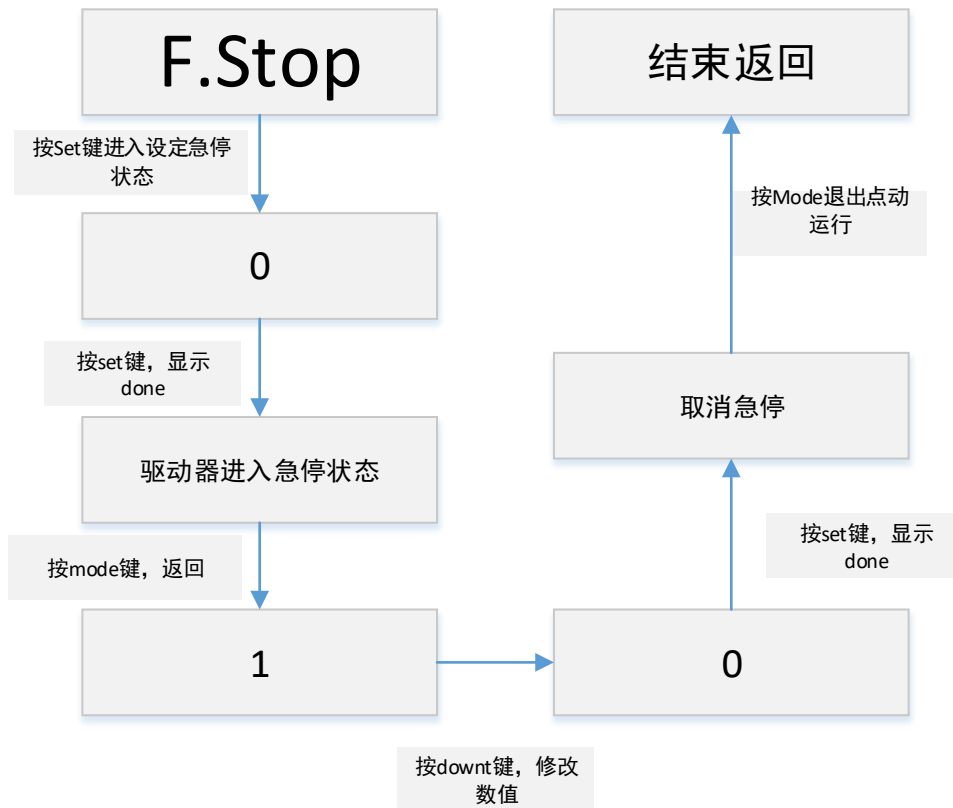 F.Stop
按Set键进入设定急停
状态
0
按set键，显示
done
驱动器进入急停状态
按mode键，返回
1
按downt键，修改
数值
0
按set键，显示
done
取消急停
按Mode退出点动
运行
结束返回